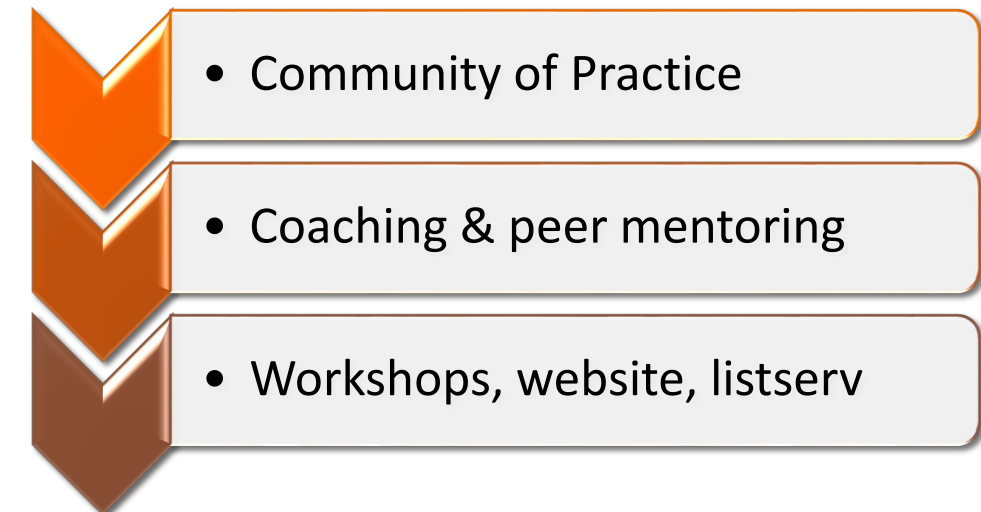 • Community of Practice
• Coaching & peer mentoring
• Workshops, website, listserv